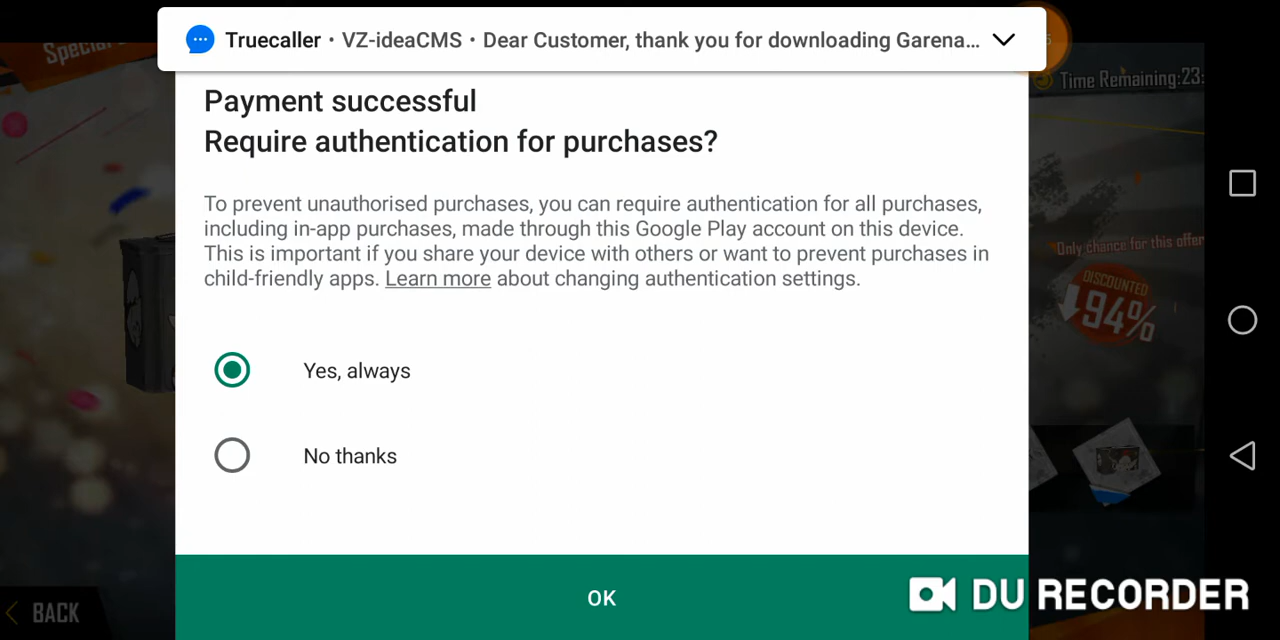 Truecaller • VZ-ideaCMS • Dear Customer, thank you for downloading Garena...
Special
Time Remaining:23:
Payment successful
Require authentication for purchases?
To prevent unauthorised purchases, you can require authentication for all purchases,
including in-app purchases, made through this Google Play account on this device.
This is important if you share your device with others or want to prevent purchases in
child-friendly apps. Learn more about changing authentication settings.
Only chance for this offer
DISCOUNTED
94%
Yes, always
No thanks
OK
BACK
DU RECORDER